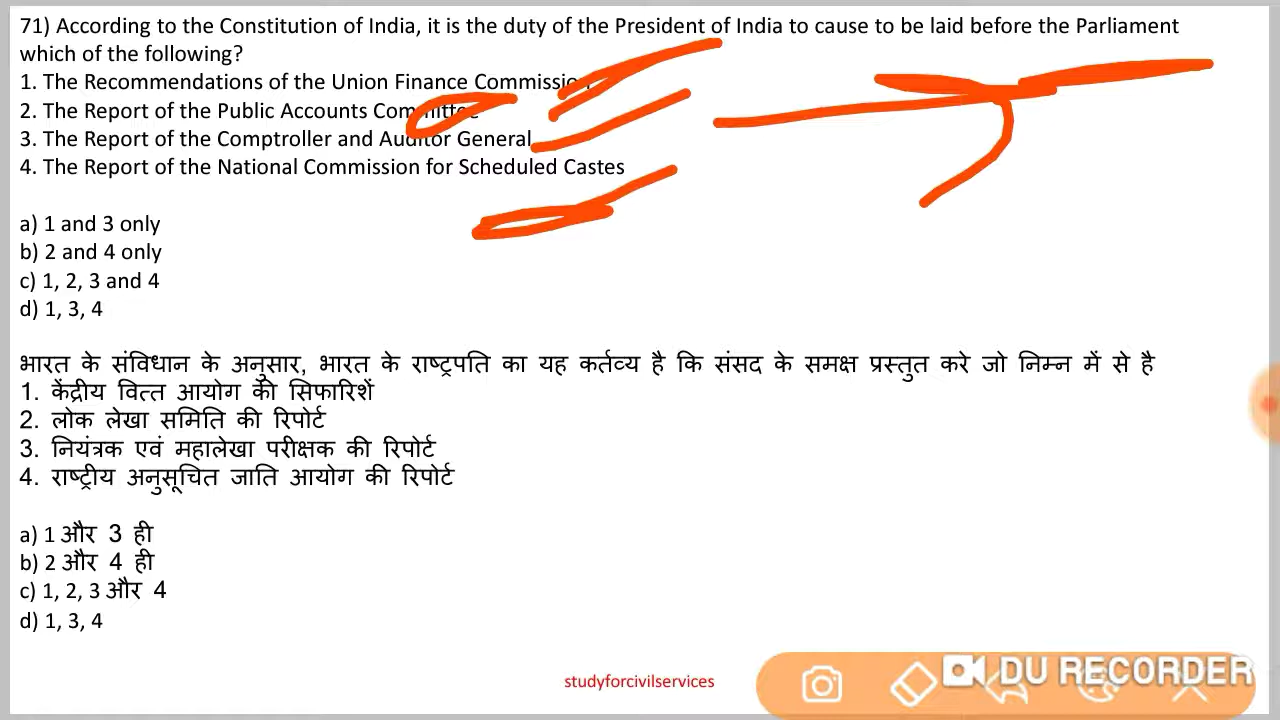 71) According to the Constitution of India, it is the duty of the President of India to cause to be laid before the Parliament
which of the following?
1. The Recommendations of the Union Finance Commission
2. The Report of the Public Accounts Committee
3. The Report of the Comptroller and Auditor General
4. The Report of the National Commission for Scheduled Castes
a) 1 and 3 only
b) 2 and 4 only
c) 1, 2, 3 and 4
d) 1, 3, 4
भारत के संविधान के अनुसार, भारत के राष्ट्रपति का यह कर्तव्य है कि संसद के समक्ष प्रस्तुत करे जो निम्न में से है
1. केंद्रीय वित्त आयोग की सिफारिशें
2. लोक लेखा समिति की रिपोर्ट
3. नियंत्रक एवं महालेखा परीक्षक की रिपोर्ट
4. राष्ट्रीय अनुसूचित जाति आयोग की रिपोर्ट
a) 1 और 3 ही
b) 2 और 4 ही
c) 1, 2, 3 और 4
d) 1, 3, 4
studyforcivilservices
DU RECORDER